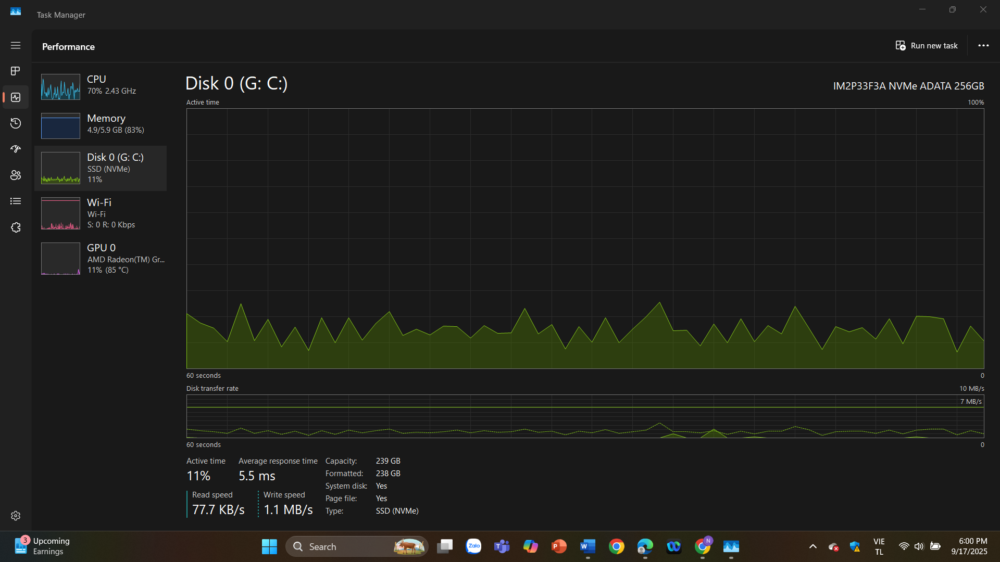 Task Manager
Performance
Run new task
CPU
70% 2.43 GHz
Memory
4.9/5.9 GB (83%)
Disk 0 (G: C:)
SSD (NVMe)
11%
Wi-Fi
Wi-Fi
S: 0 R: 0 Kbps
GPU 0
AMD Radeon(TM) Gr...
11% (85 °C)
Disk 0 (G: C:)
IM2P33F3A NVMe ADATA 256GB
Active time
100%
60 seconds
0
Disk transfer rate
10 MB/s
7 MB/s
60 seconds
0
Active time
11%
Average response time
5.5 ms
Read speed
77.7 KB/s
Write speed
1.1 MB/s
Capacity: 239 GB
Formatted: 238 GB
System disk: Yes
Page file: Yes
Type: SSD (NVMe)
3
Upcoming
Earnings
Search
Zalo
T
P
W
N
VIE
TL
6:00 PM
9/17/2025